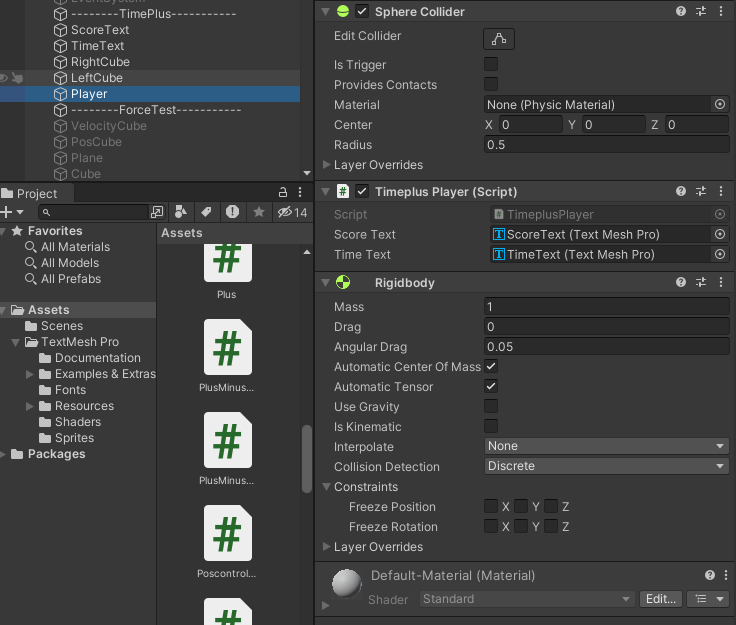 --------TimePlus-----------
ScoreText
TimeText
RightCube
LeftCube
Player
--------ForceTest-----------
VelocityCube
PosCube
Plane
Cube
Project
14
Favorites
All Materials
All Models
All Prefabs
Assets
Scenes
TextMesh Pro
Documentation
Examples & Extras
Fonts
Resources
Shaders
Sprites
Packages
Assets
Plus
PlusMinus...
PlusMinus...
Poscontrol...
Sphere Collider
Edit Collider
Is Trigger
Provides Contacts
Material None (Physic Material)
Center X 0 Y 0 Z 0
Radius 0.5
Layer Overrides
Timeplus Player (Script)
Script TimeplusPlayer
Score Text ScoreText (Text Mesh Pro)
Time Text TimeText (Text Mesh Pro)
Rigidbody
Mass 1
Drag 0
Angular Drag 0.05
Automatic Center Of Mass
Automatic Tensor
Use Gravity
Is Kinematic
Interpolate None
Collision Detection Discrete
Constraints
Freeze Position X Y Z
Freeze Rotation X Y Z
Layer Overrides
Default-Material (Material)
Shader Standard Edit...